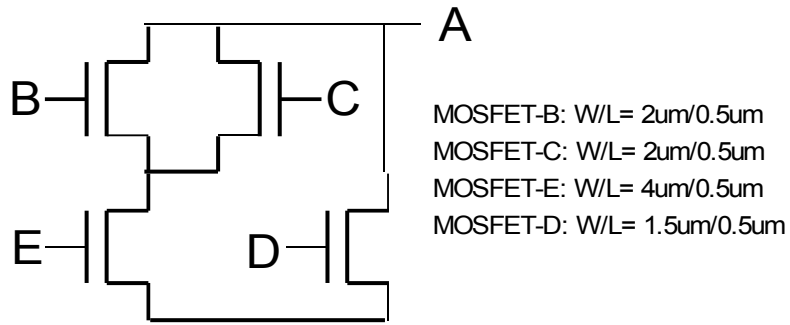 A
B
C
MOSFET-B: W/L= 2um/0.5um
MOSFET-C: W/L= 2um/0.5um
MOSFET-E: W/L= 4um/0.5um
MOSFET-D: W/L= 1.5um/0.5um
E
D